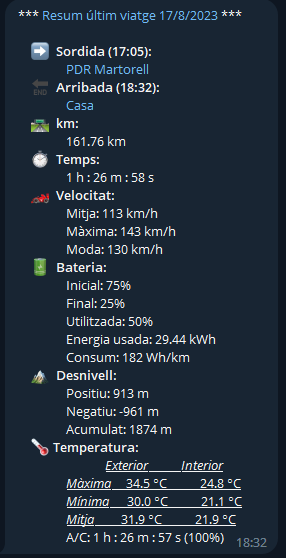 *** Resum últim viatge 17/8/2023 ***
Sordida (17:05):
PDR Martorell
END
Arribada (18:32):
Casa
km:
161.76 km
Temps:
1 h : 26 m : 58 s
Velocitat:
Mitja: 113 km/h
Màxima: 143 km/h
Moda: 130 km/h
Bateria:
Inicial: 75%
Final: 25%
Utilitzada: 50%
Energia usada: 29.44 kWh
Consum: 182 Wh/km
Desnivell:
Positiu: 913 m
Negatiu: -961 m
Acumulat: 1874 m
Temperatura:
Exterior Interior
Màxima 34.5 °C 24.8 °C
Mínima 30.0 °C 21.1 °C
Mitja 31.9 °C 21.9 °C
A/C: 1 h : 26 m : 57 s (100%)
18:32